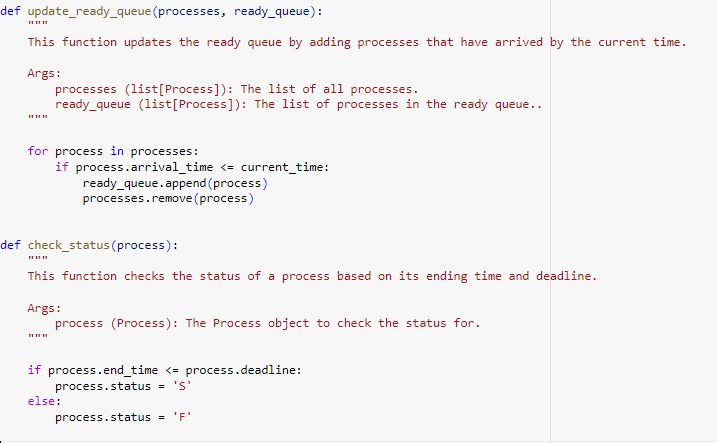 def update_ready_queue(processes, ready_queue):
    """
    This function updates the ready queue by adding processes that have arrived by the current time.

    Args:
        processes (list[Process]): The list of all processes.
        ready_queue (list[Process]): The list of processes in the ready queue..
    """

    for process in processes:
        if process.arrival_time <= current_time:
            ready_queue.append(process)
            processes.remove(process)


def check_status(process):
    """
    This function checks the status of a process based on its ending time and deadline.

    Args:
        process (Process): The Process object to check the status for.
    """

    if process.end_time <= process.deadline:
        process.status = 'S'
    else:
        process.status = 'F'